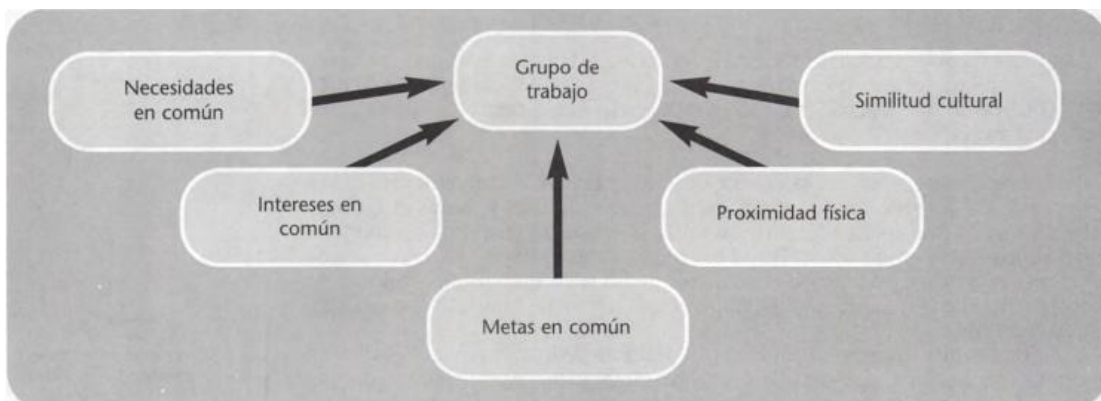 Necesidades
en común
Grupo de
trabajo
Similitud cultural
Intereses en
común
Proximidad física
Metas en común